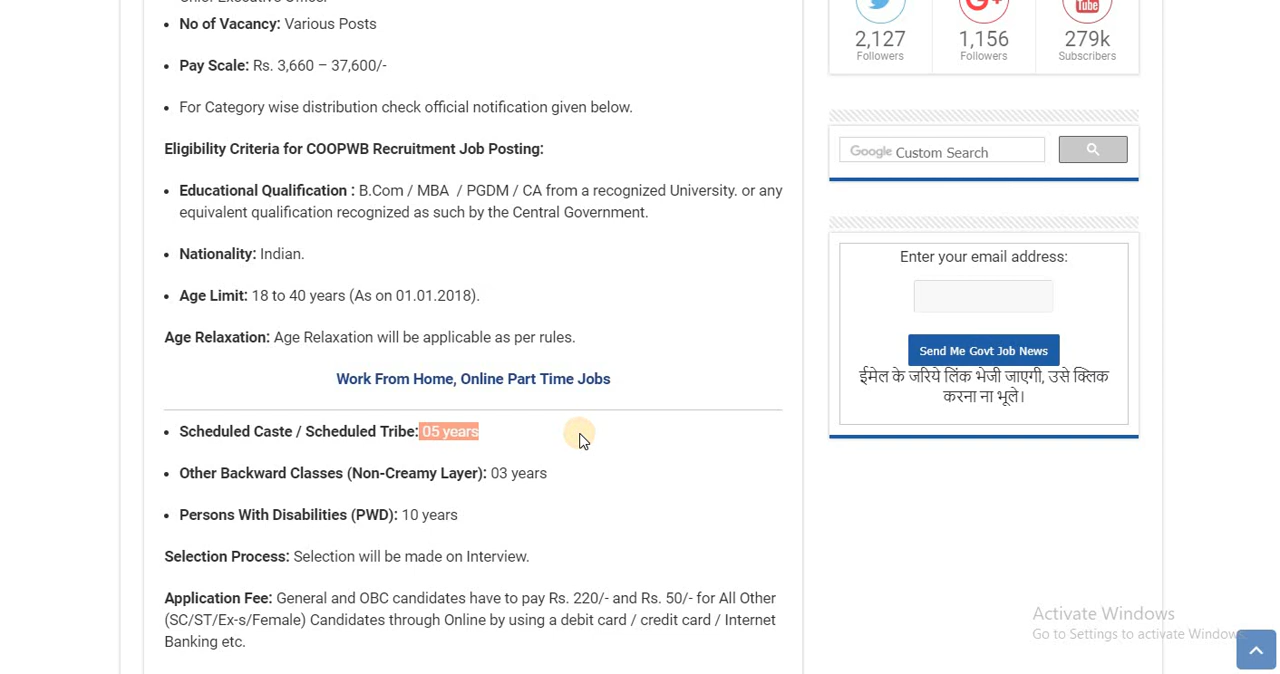 No of Vacancy: Various Posts
Pay Scale: Rs. 3,660 – 37,600/-
For Category wise distribution check official notification given below.
Eligibility Criteria for COOPWB Recruitment Job Posting:
Educational Qualification : B.Com / MBA / PGDM / CA from a recognized University. or any
equivalent qualification recognized as such by the Central Government.
Nationality: Indian.
Age Limit: 18 to 40 years (As on 01.01.2018).
Age Relaxation: Age Relaxation will be applicable as per rules.
Work From Home, Online Part Time Jobs
Scheduled Caste / Scheduled Tribe: 05 years
Other Backward Classes (Non-Creamy Layer): 03 years
Persons With Disabilities (PWD): 10 years
Selection Process: Selection will be made on Interview.
Application Fee: General and OBC candidates have to pay Rs. 220/- and Rs. 50/- for All Other
(SC/ST/Ex-s/Female) Candidates through Online by using a debit card / credit card / Internet
Banking etc.
G+
Tube
2,127 1,156 279k
Followers Followers Subscribers
Google Custom Search
Enter your email address:
Send Me Govt Job News
ईमेल के जरिये लिंक भेजी जाएगी, उसे क्लिक
करना ना भूले।
Activate Windows
Go to Settings to activate Windows.